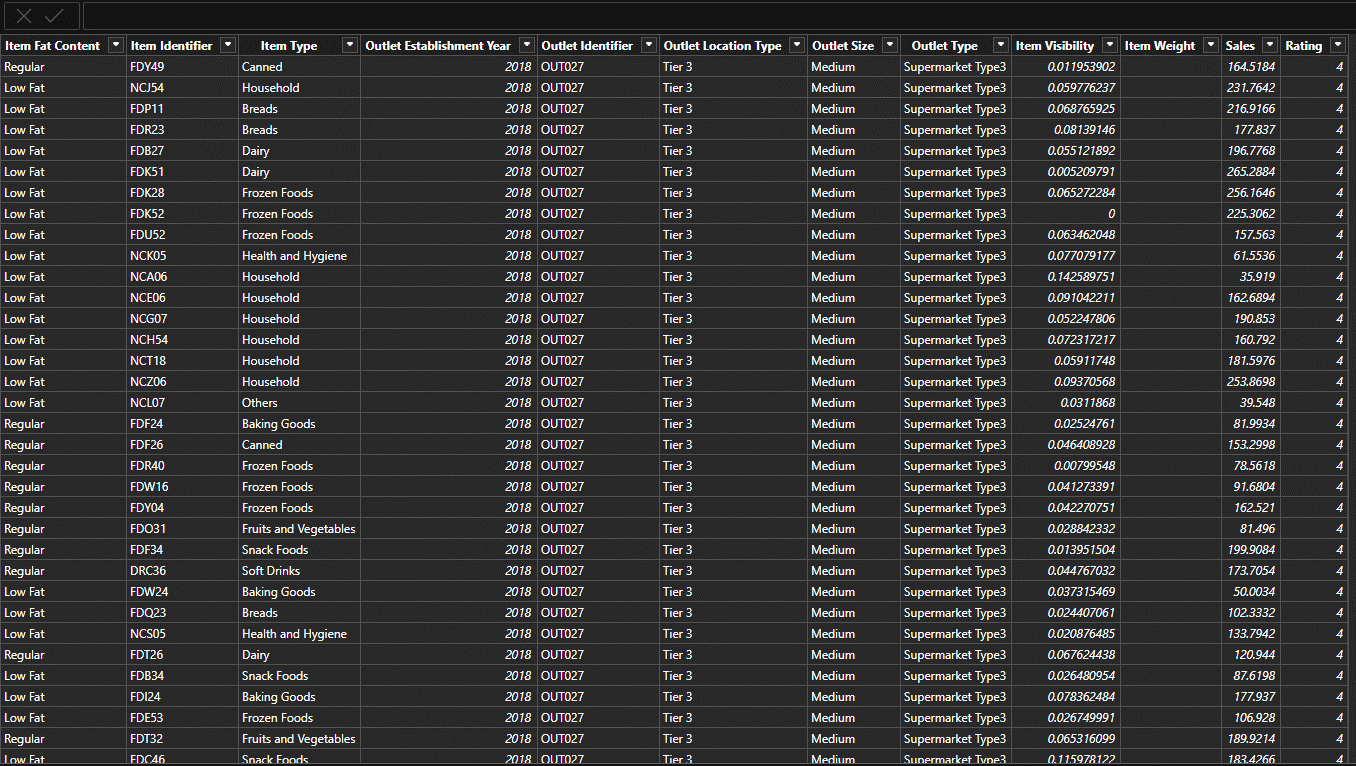 Item Fat Content Item Identifier Item Type Outlet Establishment Year Outlet Identifier Outlet Location Type Outlet Size Outlet Type Item Visibility Item Weight Sales Rating
Regular FDY49 Canned 2018 OUT027 Tier 3 Medium Supermarket Type3 0.011953902 164.5184 4
Low Fat NCJ54 Household 2018 OUT027 Tier 3 Medium Supermarket Type3 0.059776237 231.7642 4
Low Fat FDP11 Breads 2018 OUT027 Tier 3 Medium Supermarket Type3 0.068765925 216.9166 4
Low Fat FDR23 Breads 2018 OUT027 Tier 3 Medium Supermarket Type3 0.08139146 177.837 4
Low Fat FDB27 Dairy 2018 OUT027 Tier 3 Medium Supermarket Type3 0.055121892 196.7768 4
Low Fat FDK51 Dairy 2018 OUT027 Tier 3 Medium Supermarket Type3 0.005209791 265.2884 4
Low Fat FDK28 Frozen Foods 2018 OUT027 Tier 3 Medium Supermarket Type3 0.065272284 256.1646 4
Low Fat FDK52 Frozen Foods 2018 OUT027 Tier 3 Medium Supermarket Type3 0 225.3062 4
Low Fat FDU52 Frozen Foods 2018 OUT027 Tier 3 Medium Supermarket Type3 0.063462048 157.563 4
Low Fat NCK05 Health and Hygiene 2018 OUT027 Tier 3 Medium Supermarket Type3 0.077079177 61.5536 4
Low Fat NCA06 Household 2018 OUT027 Tier 3 Medium Supermarket Type3 0.142589751 35.919 4
Low Fat NCE06 Household 2018 OUT027 Tier 3 Medium Supermarket Type3 0.091042211 162.6894 4
Low Fat NCG07 Household 2018 OUT027 Tier 3 Medium Supermarket Type3 0.052247806 190.853 4
Low Fat NCH54 Household 2018 OUT027 Tier 3 Medium Supermarket Type3 0.072317217 160.792 4
Low Fat NCT18 Household 2018 OUT027 Tier 3 Medium Supermarket Type3 0.05911748 181.5976 4
Low Fat NCZ06 Household 2018 OUT027 Tier 3 Medium Supermarket Type3 0.09370568 253.8698 4
Low Fat NCL07 Others 2018 OUT027 Tier 3 Medium Supermarket Type3 0.0311868 39.548 4
Regular FDF24 Baking Goods 2018 OUT027 Tier 3 Medium Supermarket Type3 0.02524761 81.9934 4
Regular FDF26 Canned 2018 OUT027 Tier 3 Medium Supermarket Type3 0.046408928 153.2998 4
Regular FDR40 Frozen Foods 2018 OUT027 Tier 3 Medium Supermarket Type3 0.00799548 78.5618 4
Regular FDW16 Frozen Foods 2018 OUT027 Tier 3 Medium Supermarket Type3 0.041273391 91.6804 4
Regular FDY04 Frozen Foods 2018 OUT027 Tier 3 Medium Supermarket Type3 0.042270751 162.521 4
Regular FDO31 Fruits and Vegetables 2018 OUT027 Tier 3 Medium Supermarket Type3 0.028842332 81.496 4
Regular FDF34 Snack Foods 2018 OUT027 Tier 3 Medium Supermarket Type3 0.013951504 199.9084 4
Regular DRC36 Soft Drinks 2018 OUT027 Tier 3 Medium Supermarket Type3 0.044767032 173.7054 4
Low Fat FDW24 Baking Goods 2018 OUT027 Tier 3 Medium Supermarket Type3 0.037315469 50.0034 4
Low Fat FDQ23 Breads 2018 OUT027 Tier 3 Medium Supermarket Type3 0.024407061 102.3332 4
Low Fat NCS05 Health and Hygiene 2018 OUT027 Tier 3 Medium Supermarket Type3 0.020876485 133.7942 4
Regular FDT26 Dairy 2018 OUT027 Tier 3 Medium Supermarket Type3 0.067624438 120.944 4
Low Fat FDB34 Snack Foods 2018 OUT027 Tier 3 Medium Supermarket Type3 0.026480954 87.6198 4
Low Fat FDI24 Baking Goods 2018 OUT027 Tier 3 Medium Supermarket Type3 0.078362484 177.937 4
Low Fat FDE53 Frozen Foods 2018 OUT027 Tier 3 Medium Supermarket Type3 0.026749991 106.928 4
Regular FDT32 Fruits and Vegetables 2018 OUT027 Tier 3 Medium Supermarket Type3 0.065316099 189.9214 4
Low Fat FDC46 Snack Foods 2018 OUT027 Tier 3 Medium Supermarket Type3 0.115978122 183.4266 4